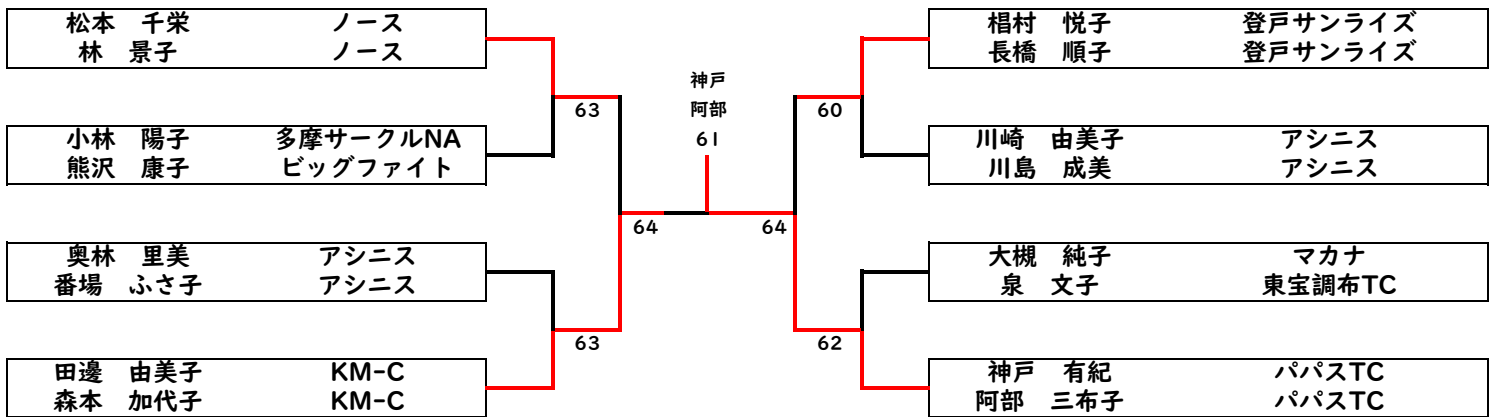 松本　千栄　ノース
林　景子　ノース
小林　陽子　多摩サークルNA
熊沢　康子　ビッグファイト
奥林　里美　アシニス
番場　ふさ子　アシニス
田邊　由美子　KM-C
森本　加代子　KM-C
63
63
64
神戸
阿部
61
64
60
62
椙村　悦子　登戸サンライズ
長橋　順子　登戸サンライズ
川崎　由美子　アシニス
川島　成美　アシニス
大槻　純子　マカナ
泉　文子　東宝調布TC
神戸　有紀　パパスTC
阿部　三布子　パパスTC